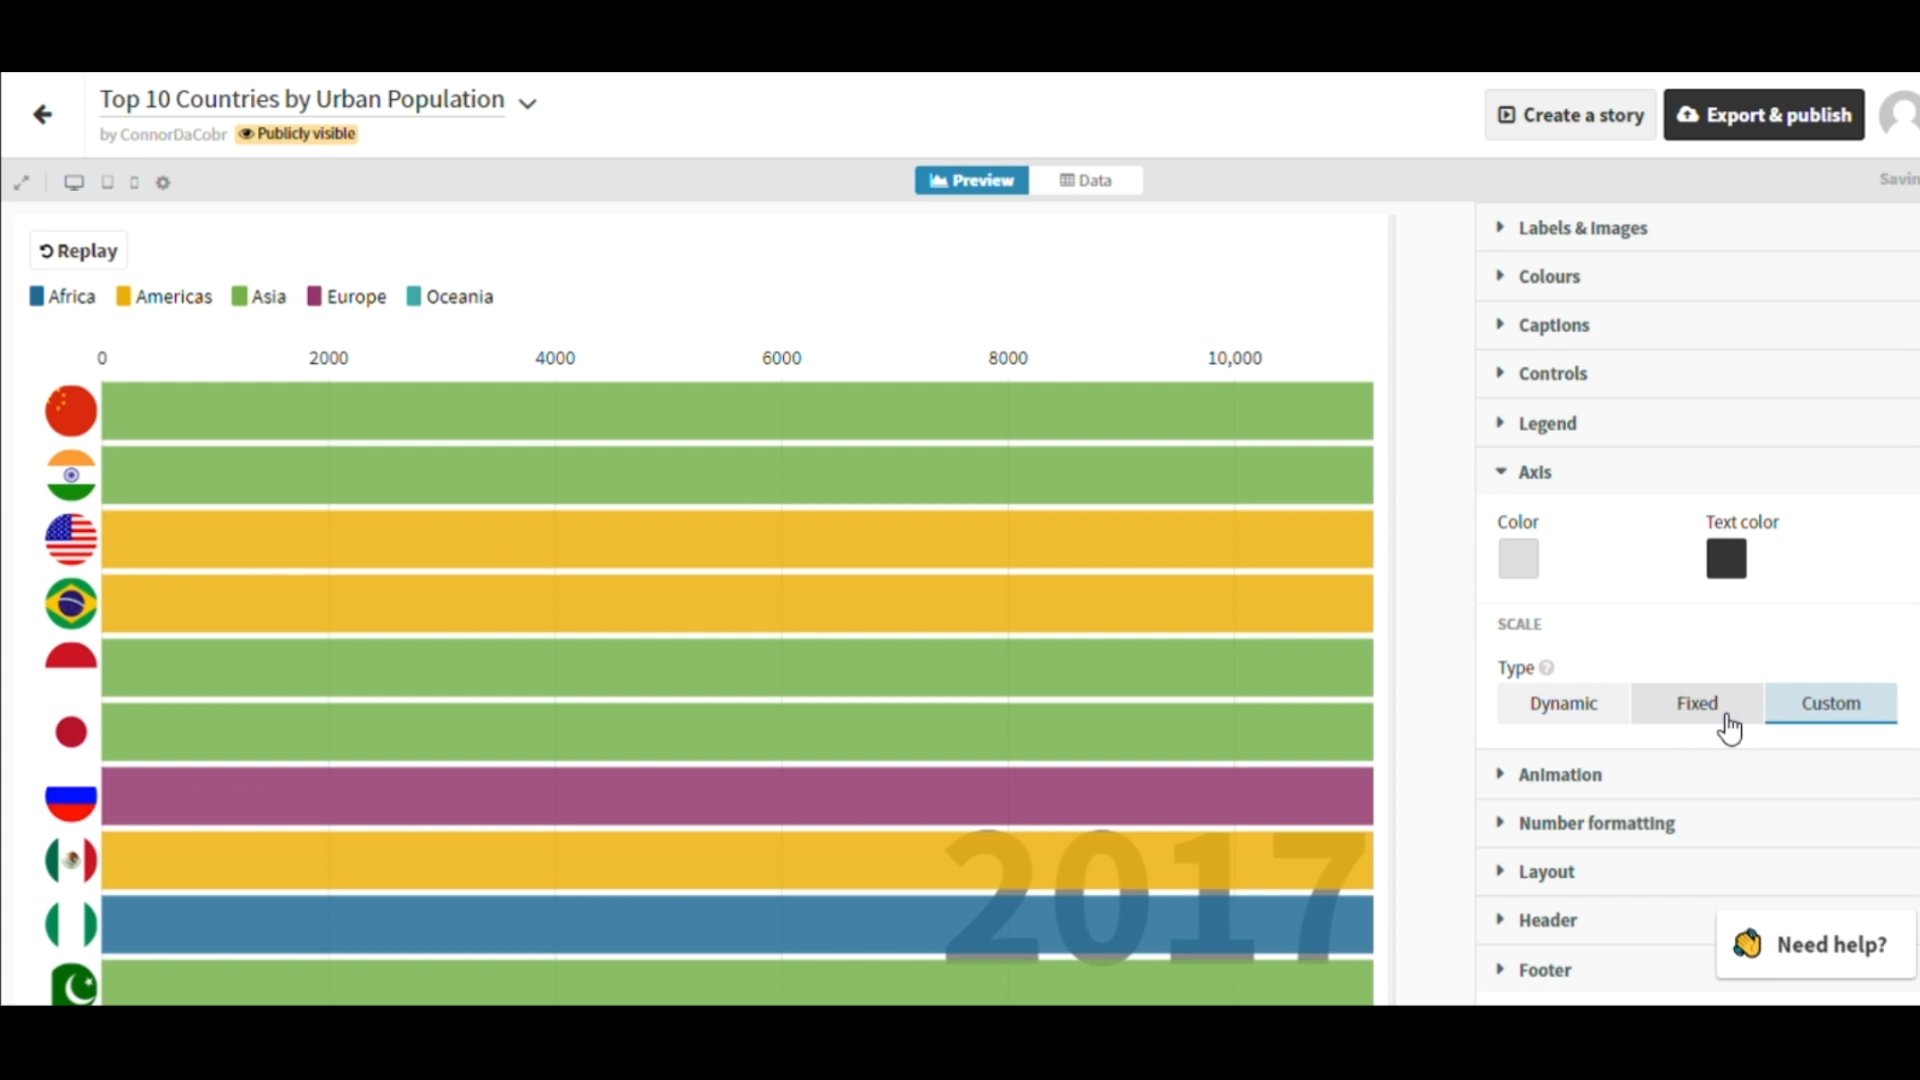 Top 10 Countries by Urban Population
by ConnorDaCobr Publicly visible
Create a story
Export & publish
Preview
Data
Savin
Replay
Africa Americas Asia Europe Oceania
0 2000 4000 6000 8000 10,000
2017
Labels & Images
Colours
Captions
Controls
Legend
Axis
Color Text color
SCALE
Type ?
Dynamic Fixed Custom
Animation
Number formatting
Layout
Header
Footer
Need help?